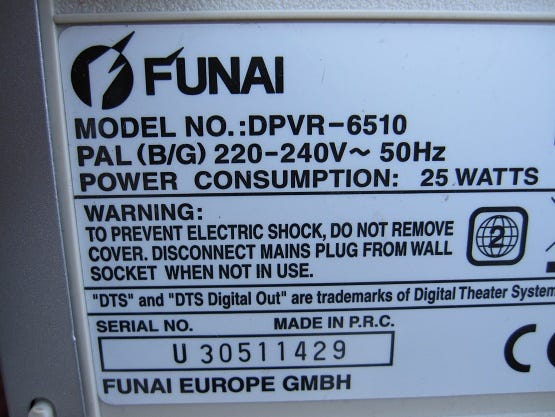 FUNAI
MODEL NO.:DPVR-6510
PAL (B/G) 220-240V~ 50Hz
POWER CONSUMPTION: 25 WATTS
WARNING:
TO PREVENT ELECTRIC SHOCK, DO NOT REMOVE
COVER. DISCONNECT MAINS PLUG FROM WALL
SOCKET WHEN NOT IN USE.
2
"DTS" and "DTS Digital Out" are trademarks of Digital Theater System
SERIAL NO. MADE IN P.R.C.
U 30511429
FUNAI EUROPE GMBH